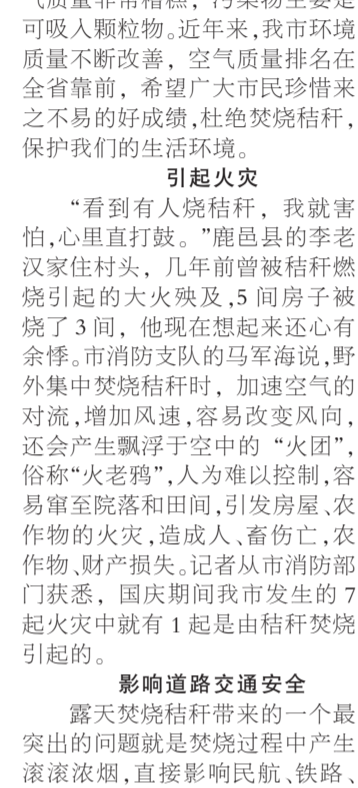 气质量非常糟糕，污染物主要是
可吸入颗粒物。近年来,我市环境
质量不断改善，空气质量排名在
全省靠前，希望广大市民珍惜来
之不易的好成绩,杜绝焚烧秸秆,
保护我们的生活环境。
引起火灾
“看到有人烧秸秆，我就害
怕,心里直打鼓。”鹿邑县的李老
汉家住村头，几年前曾被秸秆燃
烧引起的大火殃及,5 间房子被
烧了 3 间，他现在想起来还心有
余悸。市消防支队的马军海说,野
外集中焚烧秸秆时，加速空气的
对流,增加风速,容易改变风向,
还会产生飘浮于空中的“火团”,
俗称“火老鸦”,人为难以控制,容
易窜至院落和田间,引发房屋、农
作物的火灾,造成人、畜伤亡,农
作物、财产损失。记者从市消防部
门获悉，国庆期间我市发生的 7
起火灾中就有 1 起是由秸秆焚烧
引起的。
影响道路交通安全
露天焚烧秸秆带来的一个最
突出的问题就是焚烧过程中产生
滚滚浓烟,直接影响民航、铁路、